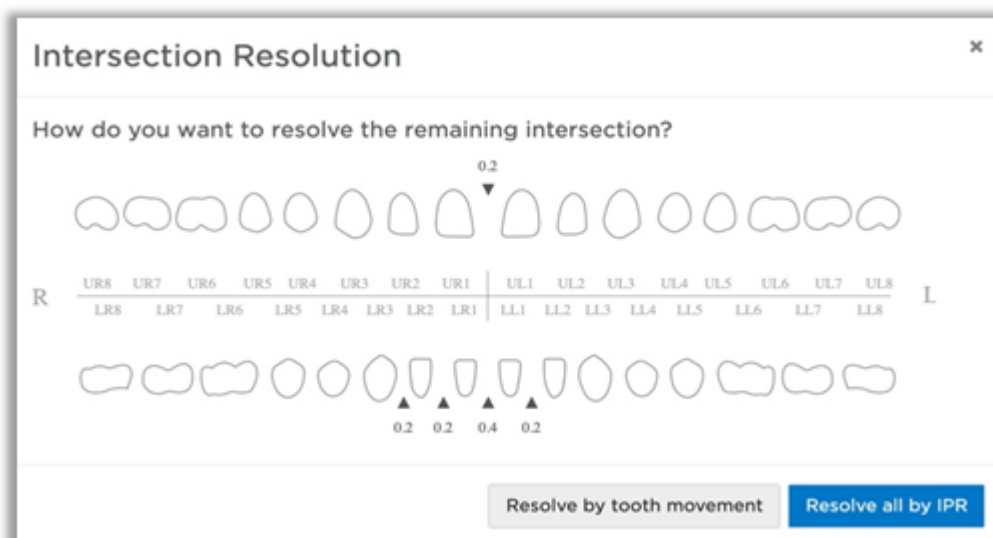 Intersection Resolution ×
How do you want to resolve the remaining intersection?
0.2
UR8 UR7 UR6 UR5 UR4 UR3 UR2 UR1 UL1 UL2 UL3 UL4 UL5 UL6 UL7 UL8
R L
LR8 LR7 LR6 LR5 LR4 LR3 LR2 LR1 LL1 LL2 LL3 LL4 LL5 LL6 LL7 LL8
0.2 0.2 0.4 0.2
Resolve by tooth movement Resolve all by IPR